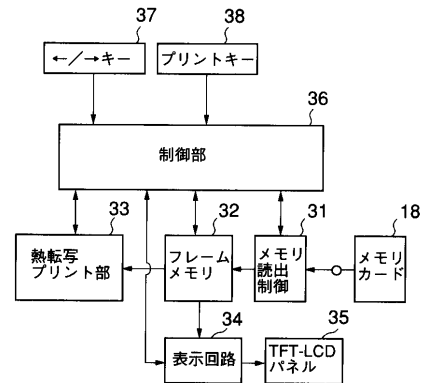 37
38
←／→キー
プリントキー
36
制御部
33
32
31
18
熱転写
プリント部
フレーム
メモリ
メモリ
読出
制御
メモリ
カード
34
35
表示回路
TFT-LCD
パネル